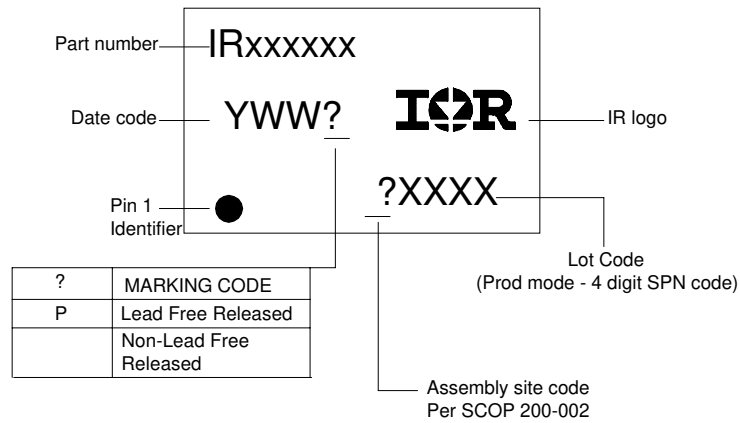 Part number
IRxxxxxx
Date code
YWW?
IOR
IR logo
?XXXX
Pin 1
Identifier
Lot Code
(Prod mode - 4 digit SPN code)
? MARKING CODE
P Lead Free Released
Non-Lead Free
Released
Assembly site code
Per SCOP 200-002